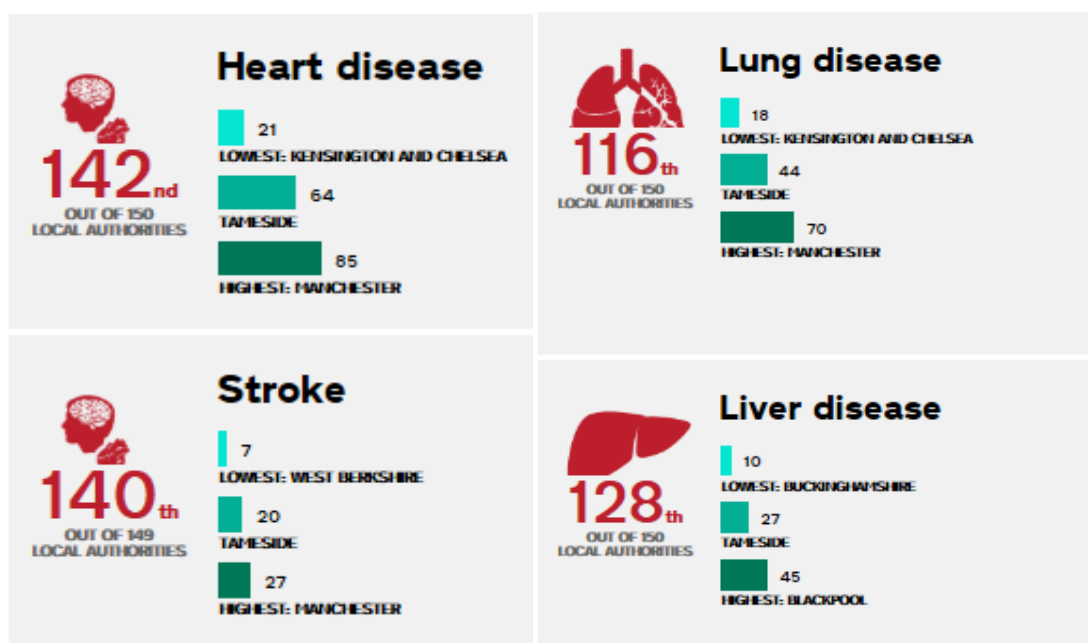 Heart disease
142nd
OUT OF 150
LOCAL AUTHORITIES
21
LOWEST: KENSINGTON AND CHELSEA
64
TAMESIDE
85
HIGHEST: MANCHESTER
Lung disease
116th
OUT OF 150
LOCAL AUTHORITIES
18
LOWEST: KENSINGTON AND CHELSEA
44
TAMESIDE
70
HIGHEST: MANCHESTER
Stroke
140th
OUT OF 149
LOCAL AUTHORITIES
7
LOWEST: WEST BERKSHIRE
20
TAMESIDE
27
HIGHEST: MANCHESTER
Liver disease
128th
OUT OF 150
LOCAL AUTHORITIES
10
LOWEST: BUCKINGHAMSHIRE
27
TAMESIDE
45
HIGHEST: BLACKPOOL